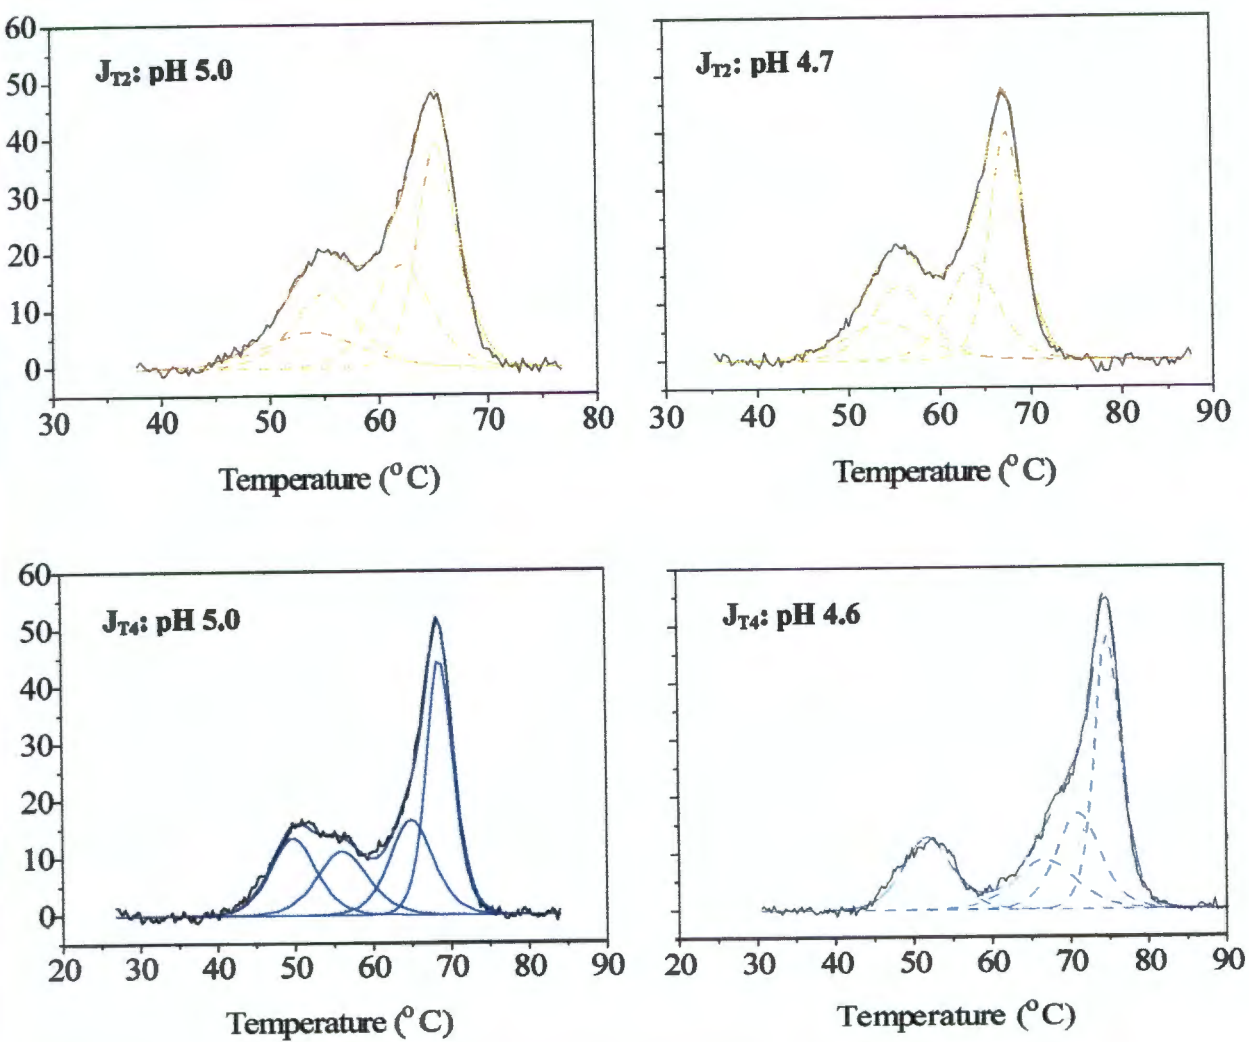 60
50
40
30
20
10
0
J_T2: pH 5.0
30 40 50 60 70 80
Temperature (°C)
J_T2: pH 4.7
30 40 50 60 70 80 90
Temperature (°C)
60
50
40
30
20
10
0
J_T4: pH 5.0
20 30 40 50 60 70 80 90
Temperature (°C)
J_T4: pH 4.6
20 30 40 50 60 70 80 90
Temperature (°C)